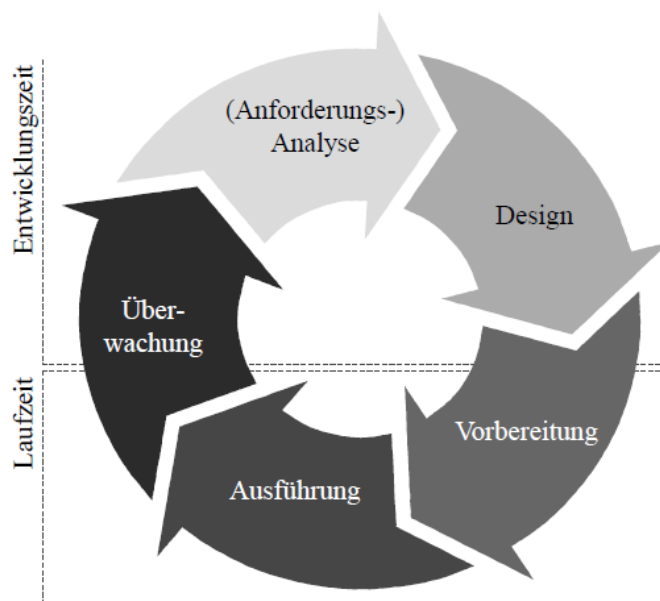 (Anforderungs-)
Analyse
Design
Vorbereitung
Ausführung
Über-
wachung
Entwicklungszeit
Laufzeit